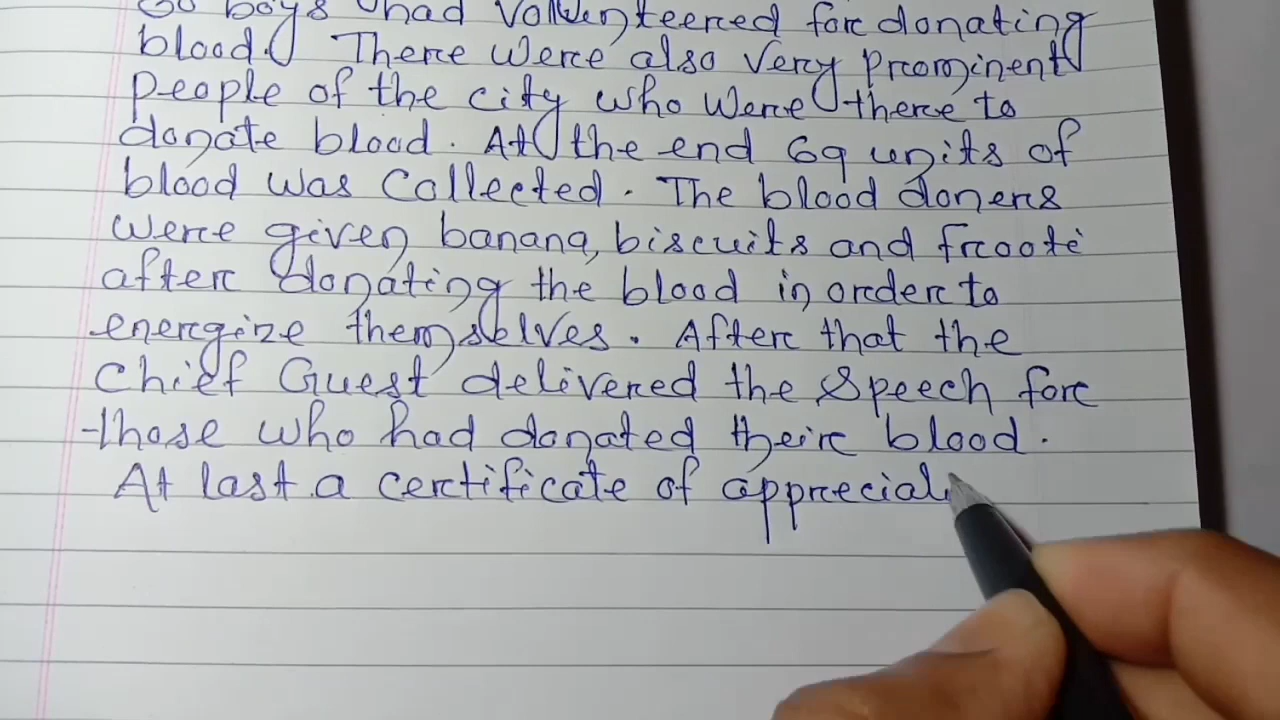 boys had Volunteered for donating
blood. There were also Very prominent
people of the city who were there to
donate blood. At the end 69 units of
blood was Collected. The blood doners
were given banana, biscuits and frooti
after donating the blood in order to
energize themselves. After that the
Chief Guest delivered the Speech for
those who had donated their blood.
At last a certificate of appreciat